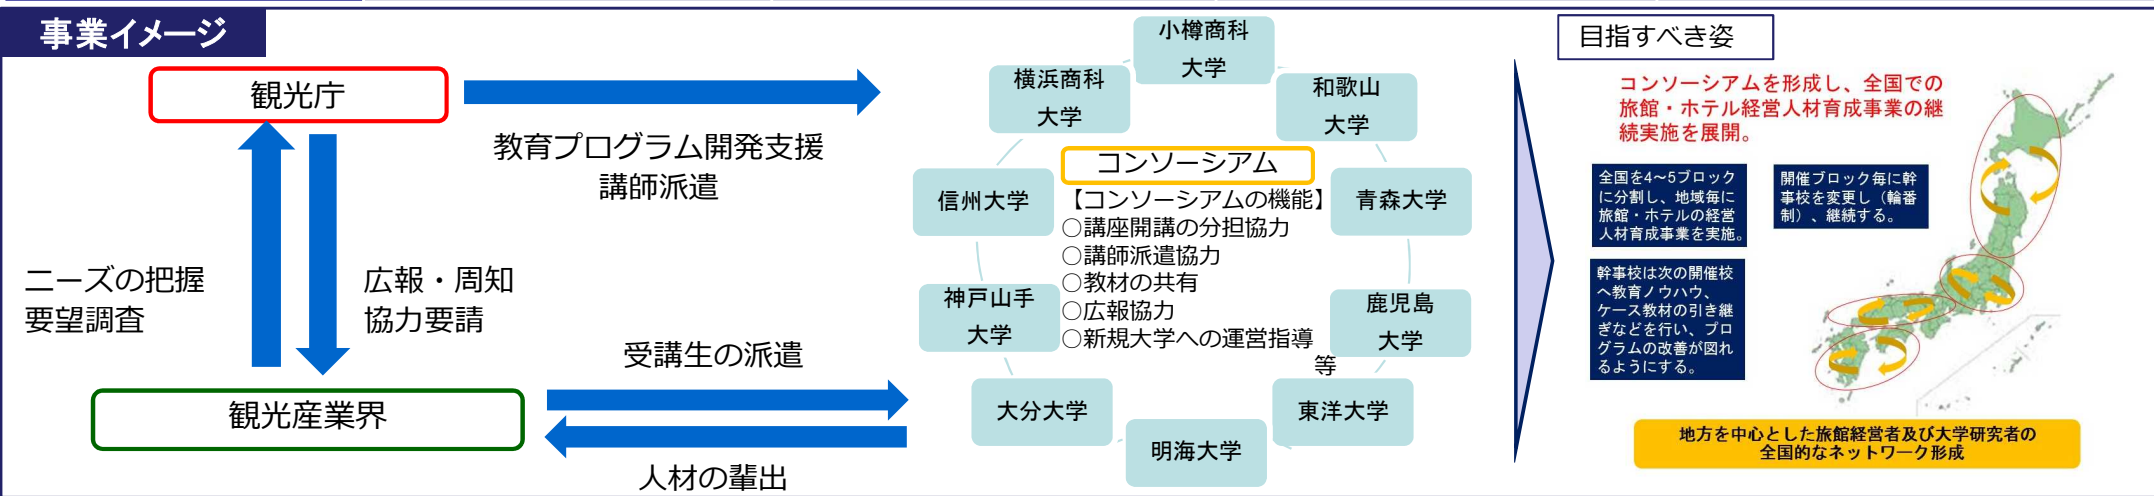 事業イメージ
観光庁
教育プログラム開発支援
講師派遣
ニーズの把握
要望調査
広報・周知
協力要請
観光産業界
受講生の派遣
人材の輩出
小樽商科
大学
横浜商科
大学
和歌山
大学
信州大学
青森大学
神戸山手
大学
鹿児島
大学
大分大学
東洋大学
明海大学
コンソーシアム
【コンソーシアムの機能】
○講座開講の分担協力
○講師派遣協力
○教材の共有
○広報協力
○新規大学への運営指導
等
目指すべき姿
コンソーシアムを形成し、全国での
旅館・ホテル経営人材育成事業の継
続実施を展開。
全国を4～5ブロック
に分割し、地域毎に
旅館・ホテルの経営
人材育成事業を実施。
開催ブロック毎に幹
事校を変更し（輪番
制）、継続する。
幹事校は次の開催校
へ教育ノウハウ、
ケース教材の引き継
ぎなどを行い、プロ
グラムの改善が図れ
るようにする。
地方を中心とした旅館経営者及び大学研究者の
全国的なネットワーク形成